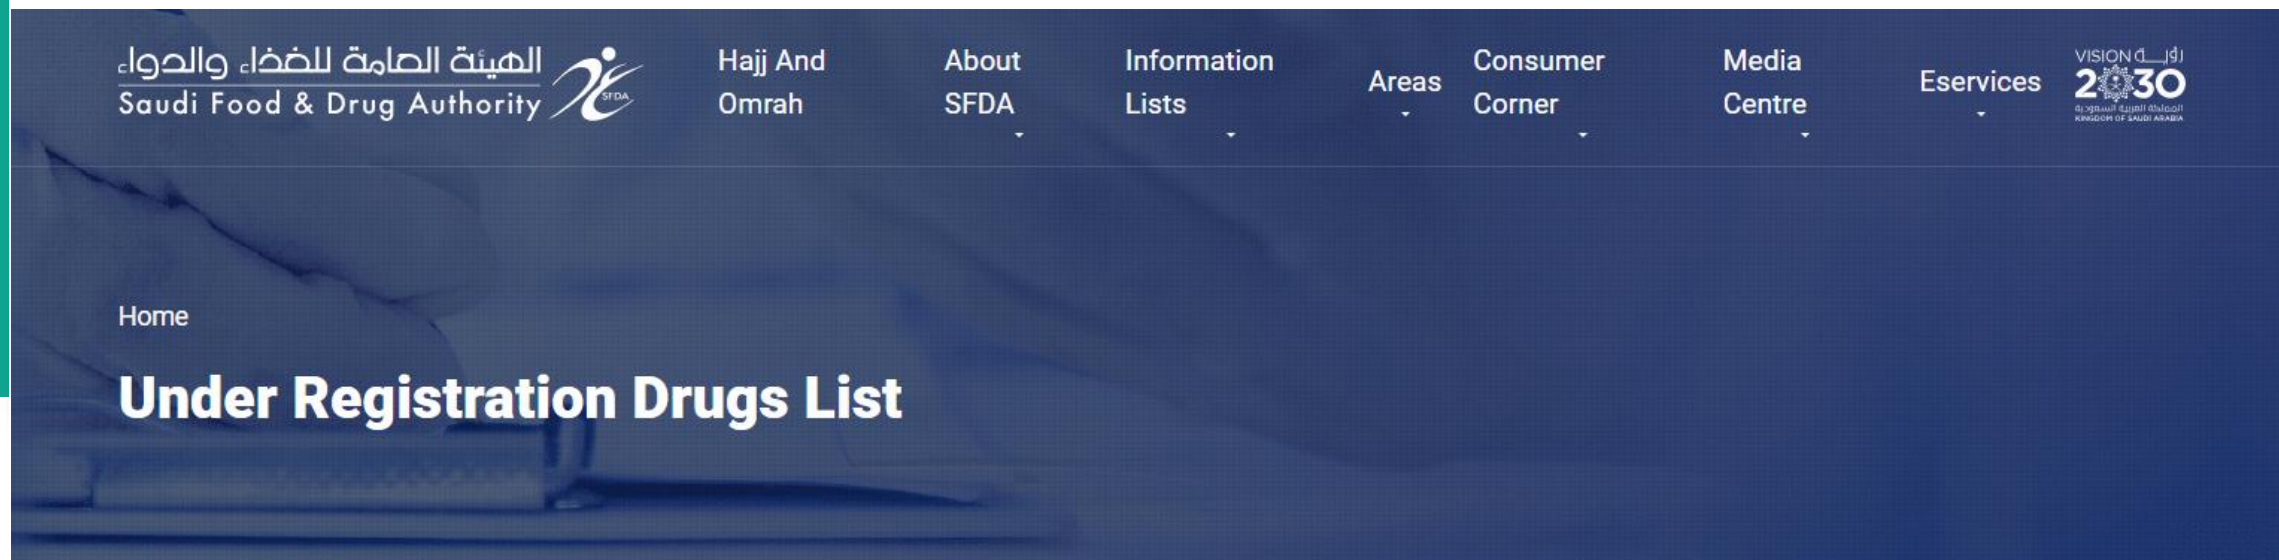 الهيئة العامة للغذاء والدواء
Saudi Food & Drug Authority
SFDA
Hajj And
Omrah
About
SFDA
Information
Lists
Areas
Consumer
Corner
Media
Centre
Eservices
VISION رؤيــة
2030
المملكة العربية السعودية
KINGDOM OF SAUDI ARABIA
Home
Under Registration Drugs List